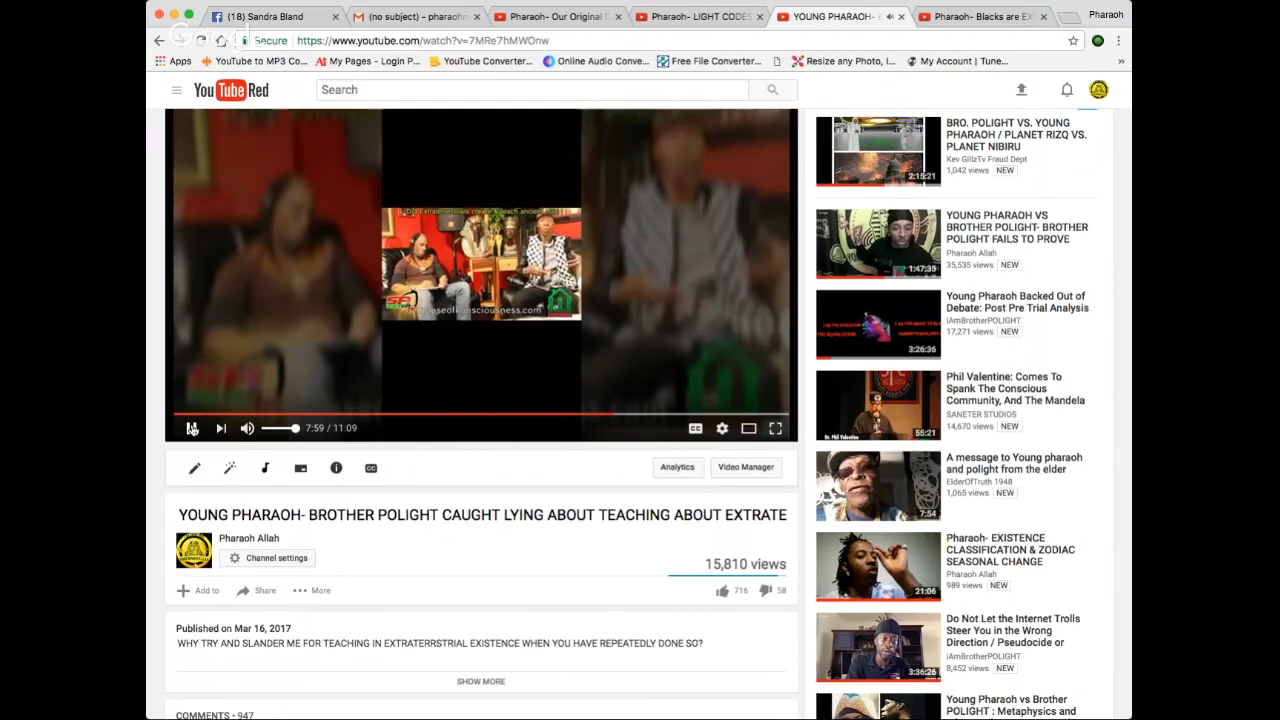 (18) Sandra Bland
(no subject) - pharaohn
Pharaoh- Our Original C
Pharaoh- LIGHT CODES
YOUNG PHARAOH- B
Pharaoh- Blacks are EX
Pharaoh
Secure
https://www.youtube.com/watch?v=7MRe7hMWOnw
Apps
YouTube to MP3 Co...
My Pages - Login P...
YouTube Converter...
Online Audio Conve...
Free File Converter...
Resize any Photo, I...
My Account | Tune...
»
YouTube Red
Search
7:59 / 11:09
CC
CC
Analytics
Video Manager
YOUNG PHARAOH- BROTHER POLIGHT CAUGHT LYING ABOUT TEACHING ABOUT EXTRATE
Pharaoh Allah
Channel settings
15,810 views
Add to
Share
More
716
58
Published on Mar 16, 2017
WHY TRY AND SLANDER ME FOR TEACHING IN EXTRATERRSTRIAL EXISTENCE WHEN YOU HAVE REPEATEDLY DONE SO?
SHOW MORE
COMMENTS • 947
2:15:21
BRO. POLIGHT VS. YOUNG
PHARAOH / PLANET RIZQ VS.
PLANET NIBIRU
Kev GillzTv Fraud Dept
1,042 views NEW
1:47:35
YOUNG PHARAOH VS
BROTHER POLIGHT- BROTHER
POLIGHT FAILS TO PROVE
Pharaoh Allah
35,535 views NEW
3:26:36
Young Pharaoh Backed Out of
Debate: Post Pre Trial Analysis
iAmBrotherPOLIGHT
17,271 views NEW
Dr. Phil Valentine
55:21
Phil Valentine: Comes To
Spank The Conscious
Community, And The Mandela
SANETER STUDIOS
14,670 views NEW
7:54
A message to Young pharaoh
and polight from the elder
ElderOfTruth 1948
1,065 views NEW
21:06
Pharaoh- EXISTENCE
CLASSIFICATION & ZODIAC
SEASONAL CHANGE
Pharaoh Allah
989 views NEW
3:36:26
Do Not Let the Internet Trolls
Steer You in the Wrong
Direction / Pseudocide or
iAmBrotherPOLIGHT
8,452 views NEW
Young Pharaoh vs Brother
POLIGHT : Metaphysics and